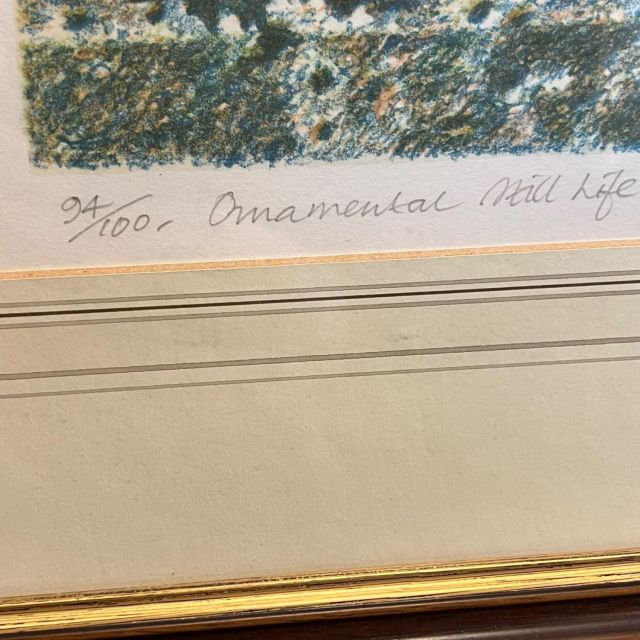 94/100, Ornamental Still Life